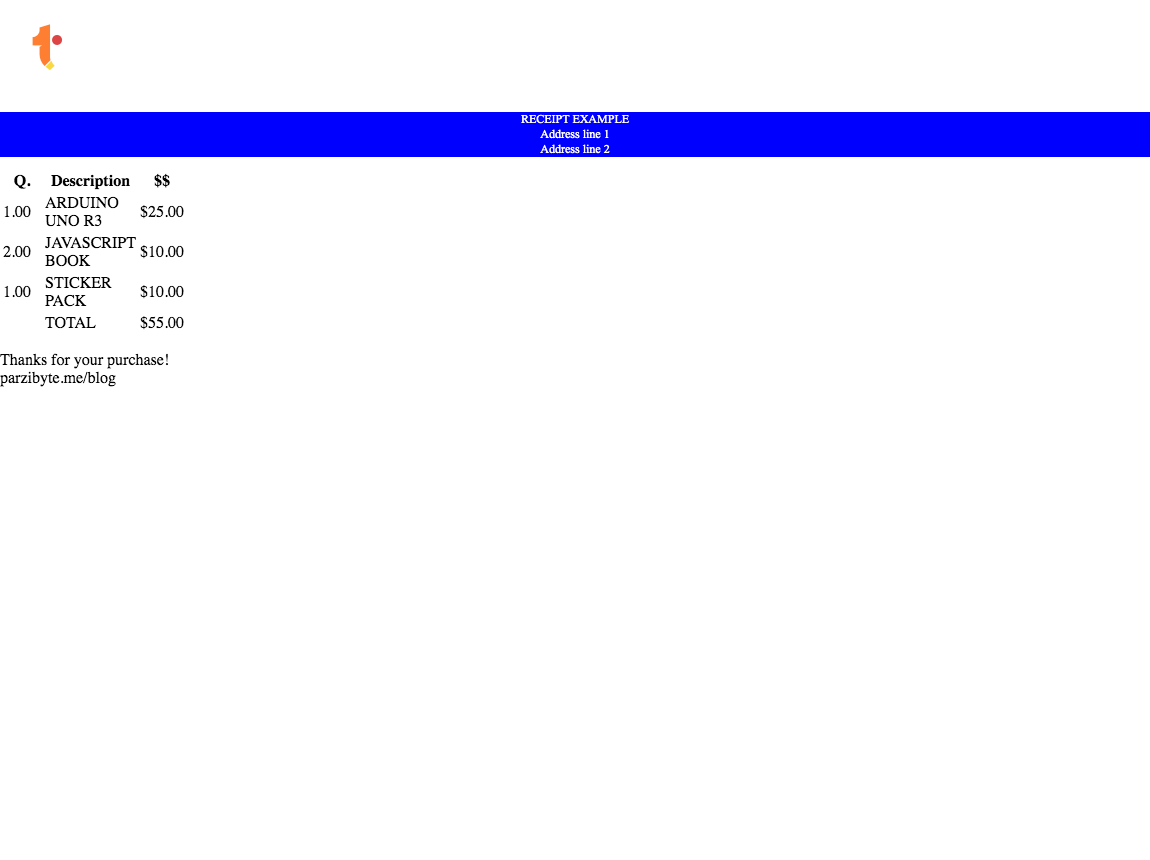 RECEIPT EXAMPLE
Address line 1
Address line 2
Q. Description $$
1.00 ARDUINO UNO R3 $25.00
2.00 JAVASCRIPT BOOK $10.00
1.00 STICKER PACK $10.00
TOTAL $55.00
Thanks for your purchase!
parzibyte.me/blog